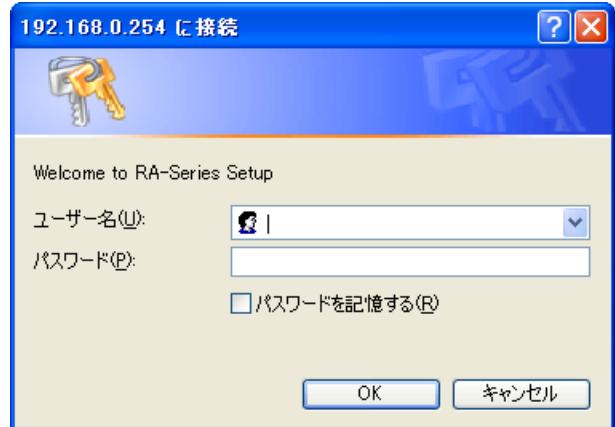 192.168.0.254 に接続
Welcome to RA-Series Setup
ユーザー名(U):
パスワード(P):
パスワードを記憶する(R)
OK キャンセル